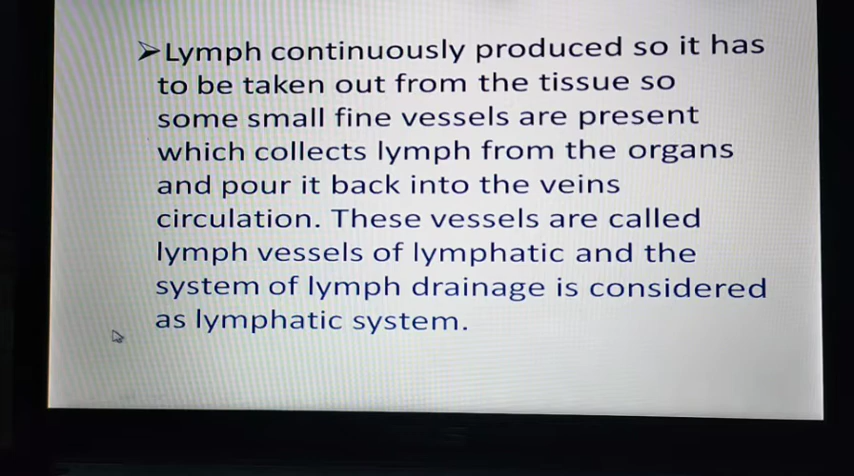 ➢Lymph continuously produced so it has
to be taken out from the tissue so
some small fine vessels are present
which collects lymph from the organs
and pour it back into the veins
circulation. These vessels are called
lymph vessels of lymphatic and the
system of lymph drainage is considered
as lymphatic system.